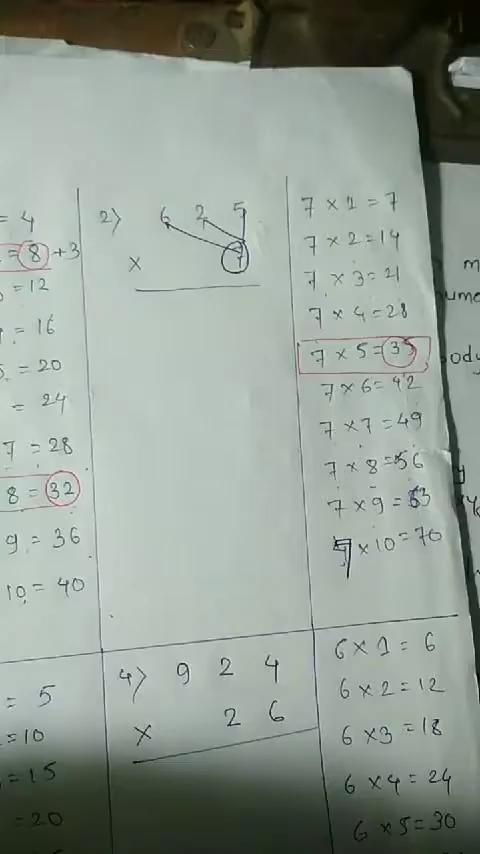 = 4
= 8 + 3
= 12
= 16
= 20
= 24
7 = 28
8 = 32
9 = 36
10 = 40
2) 6 2 5
× 7
7 × 1 = 7
7 × 2 = 14
7 × 3 = 21
7 × 4 = 28
7 × 5 = 35
7 × 6 = 42
7 × 7 = 49
7 × 8 = 56
7 × 9 = 63
7 × 10 = 70
= 5
= 10
= 15
= 20
4) 9 2 4
× 2 6
6 × 1 = 6
6 × 2 = 12
6 × 3 = 18
6 × 4 = 24
6 × 5 = 30
m
ume
body
y